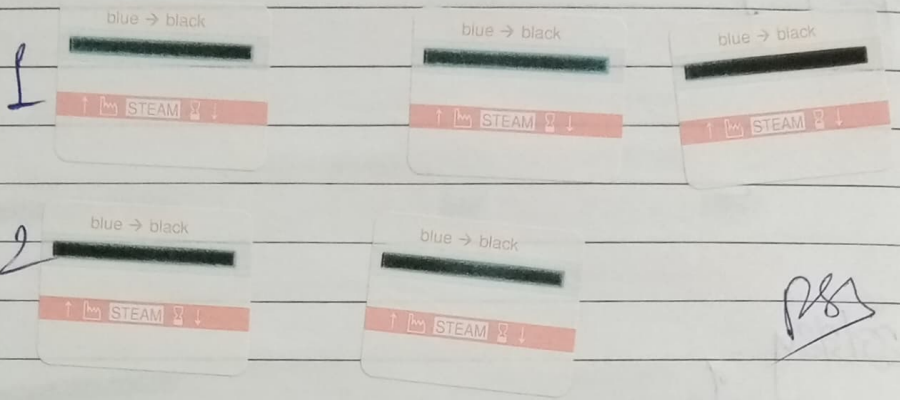 blue → black blue → black blue → black
1
↑ STEAM ↓ ↑ STEAM ↓ ↑ STEAM ↓
blue → black blue → black
2
↑ STEAM ↓ ↑ STEAM ↓